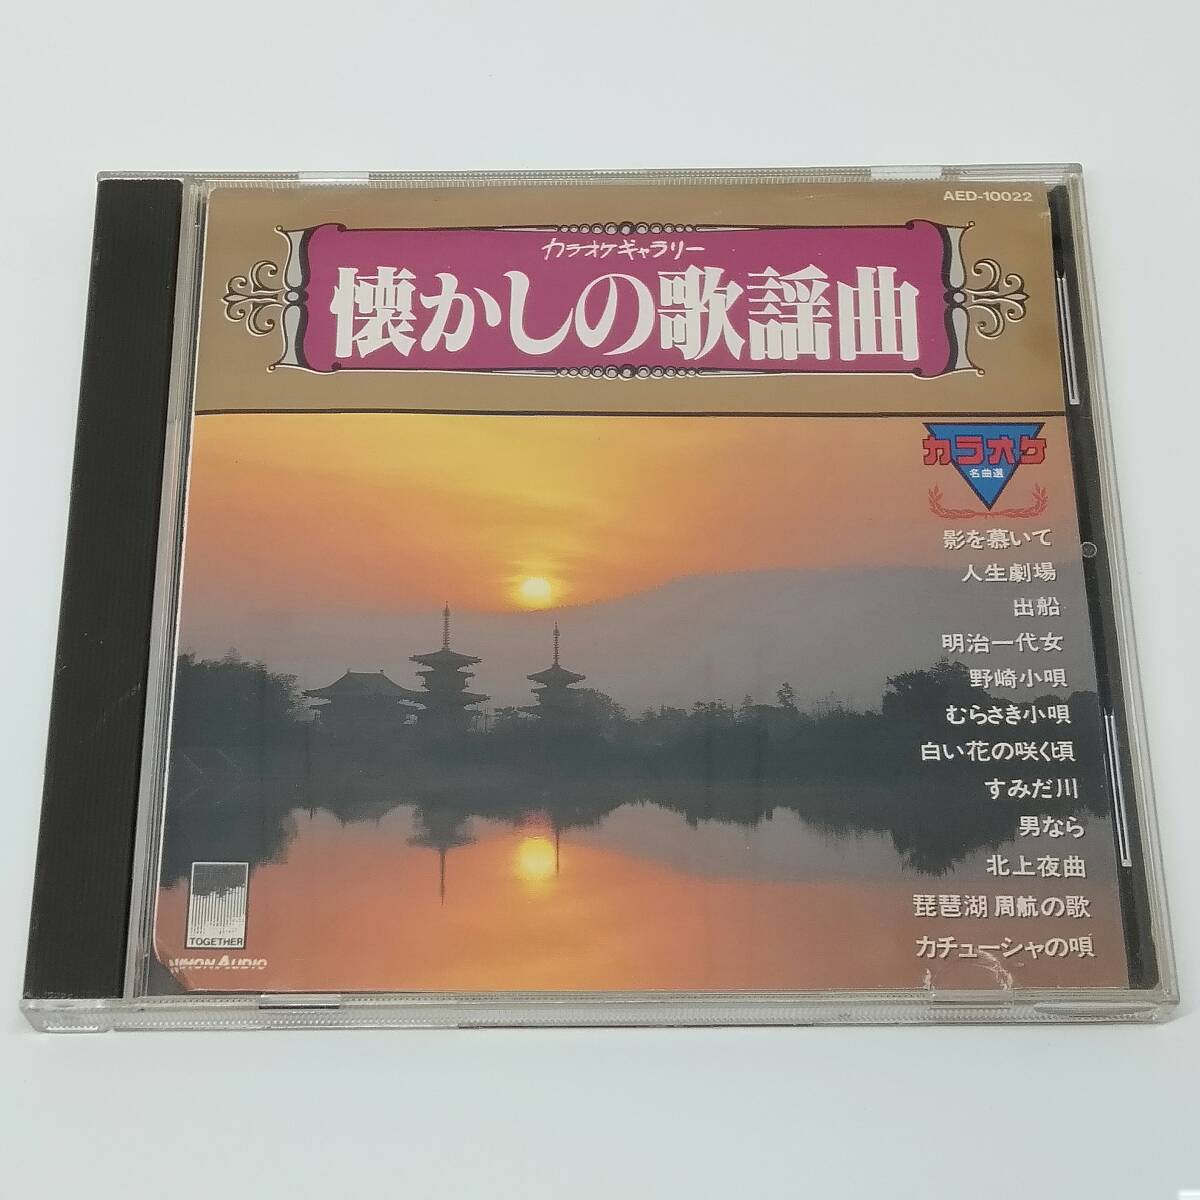 AED-10022
カラオケギャラリー
懐かしの歌謡曲
カラオケ
名曲選
影を慕いて
人生劇場
出船
明治一代女
野崎小唄
むらさき小唄
白い花の咲く頃
すみだ川
男なら
北上夜曲
琵琶湖周航の歌
カチューシャの唄
TOGETHER
NIHON AUDIO